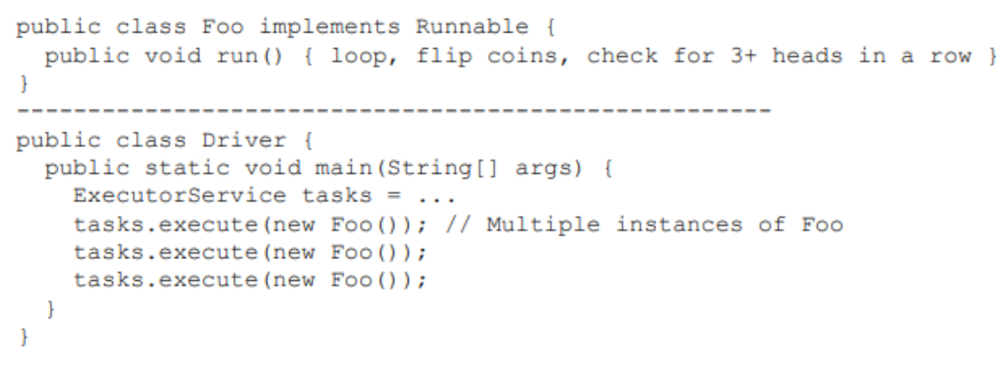 public class Foo implements Runnable {
  public void run() { loop, flip coins, check for 3+ heads in a row }
}
-----------------------------------------------------
public class Driver {
  public static void main(String[] args) {
    ExecutorService tasks = ...
    tasks.execute(new Foo()); // Multiple instances of Foo
    tasks.execute(new Foo());
    tasks.execute(new Foo());
  }
}